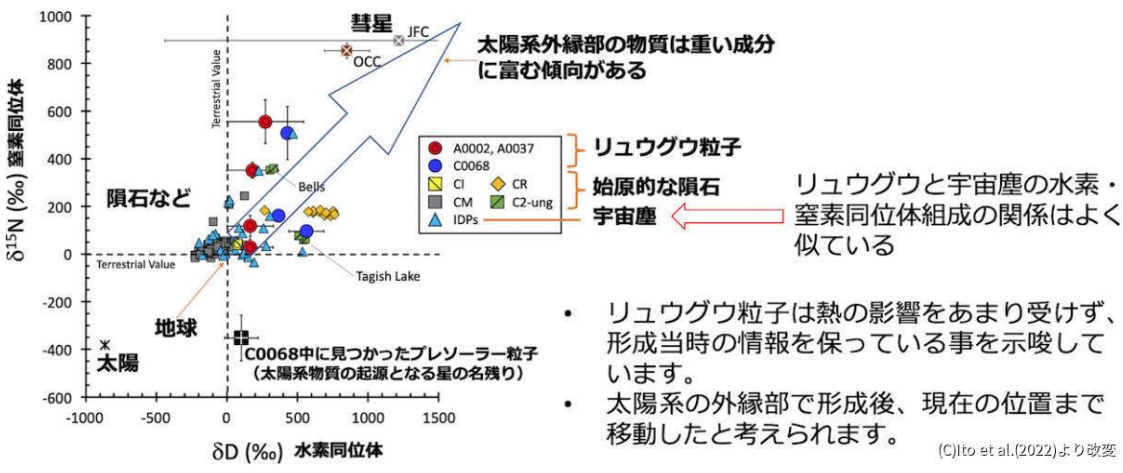 1000
800
600
400
200
0
-200
-400
-600
-1000
-500
0
500
1000
1500
δ¹⁵N (‰) 窒素同位体
δD (‰) 水素同位体
Terrestrial Value
Terrestrial Value
彗星
JFC
OCC
太陽系外縁部の物質は重い成分
に富む傾向がある
隕石など
Bells
Tagish Lake
地球
太陽
C0068中に見つかったプレソーラー粒子
（太陽系物質の起源となる星の名残り）
A0002, A0037
C0068
CI
CR
CM
C2-ung
IDPs
リュウグウ粒子
始原的な隕石
宇宙塵
リュウグウと宇宙塵の水素・
窒素同位体組成の関係はよく
似ている
• リュウグウ粒子は熱の影響をあまり受けず、
形成当時の情報を保っている事を示唆して
います。
• 太陽系の外縁部で形成後、現在の位置まで
移動したと考えられます。
(C)Ito et al.(2022)より改変